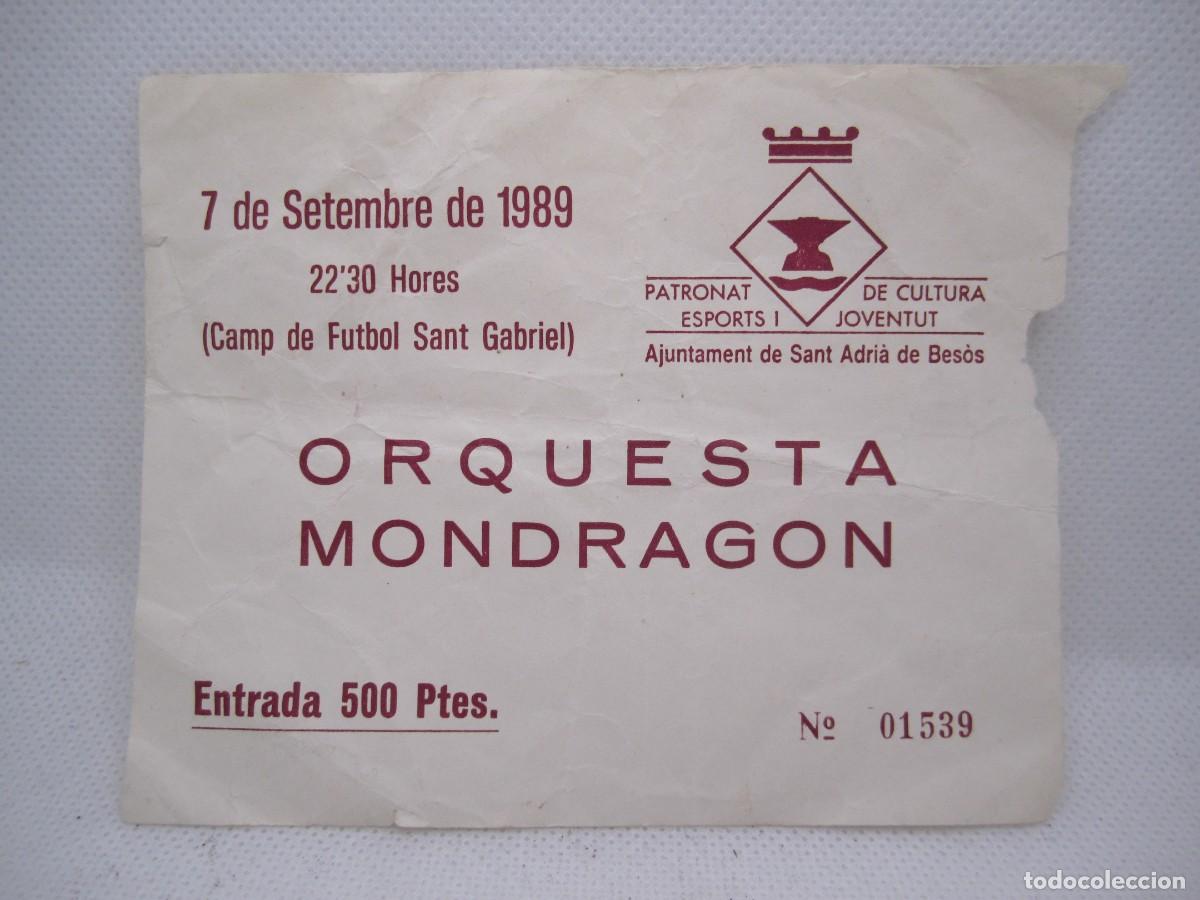 7 de Setembre de 1989
22'30 Hores
(Camp de Futbol Sant Gabriel)
PATRONAT DE CULTURA
ESPORTS I JOVENTUT
Ajuntament de Sant Adrià de Besòs
ORQUESTA
MONDRAGON
Entrada 500 Ptes.
Nº 01539
todocoleccion